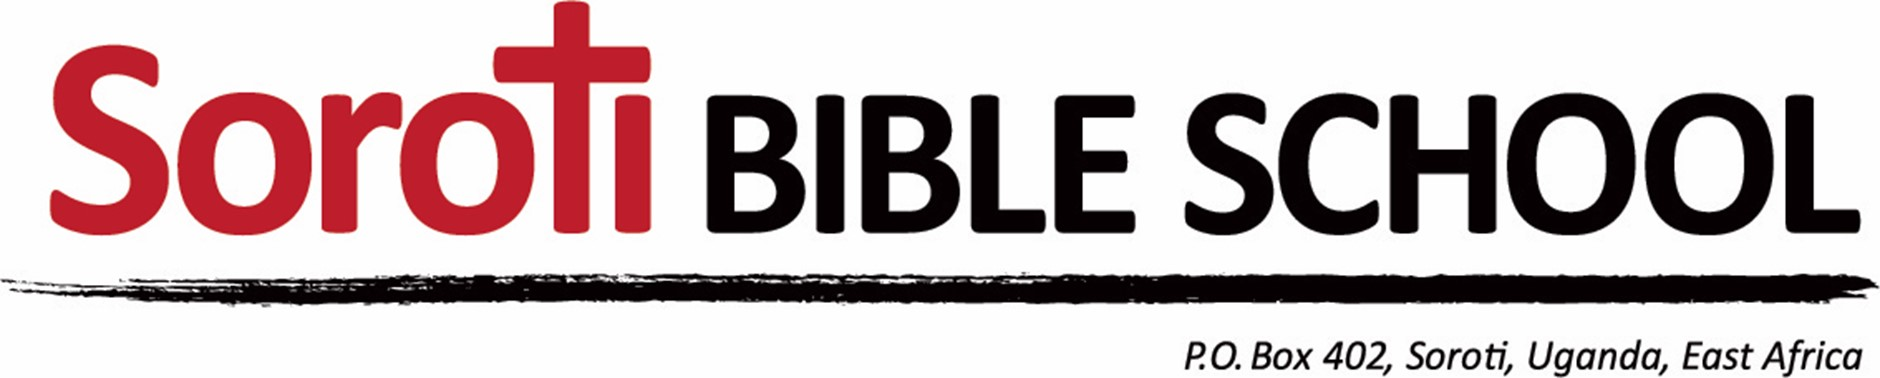 Soroti BIBLE SCHOOL
P.O. Box 402, Soroti, Uganda, East Africa